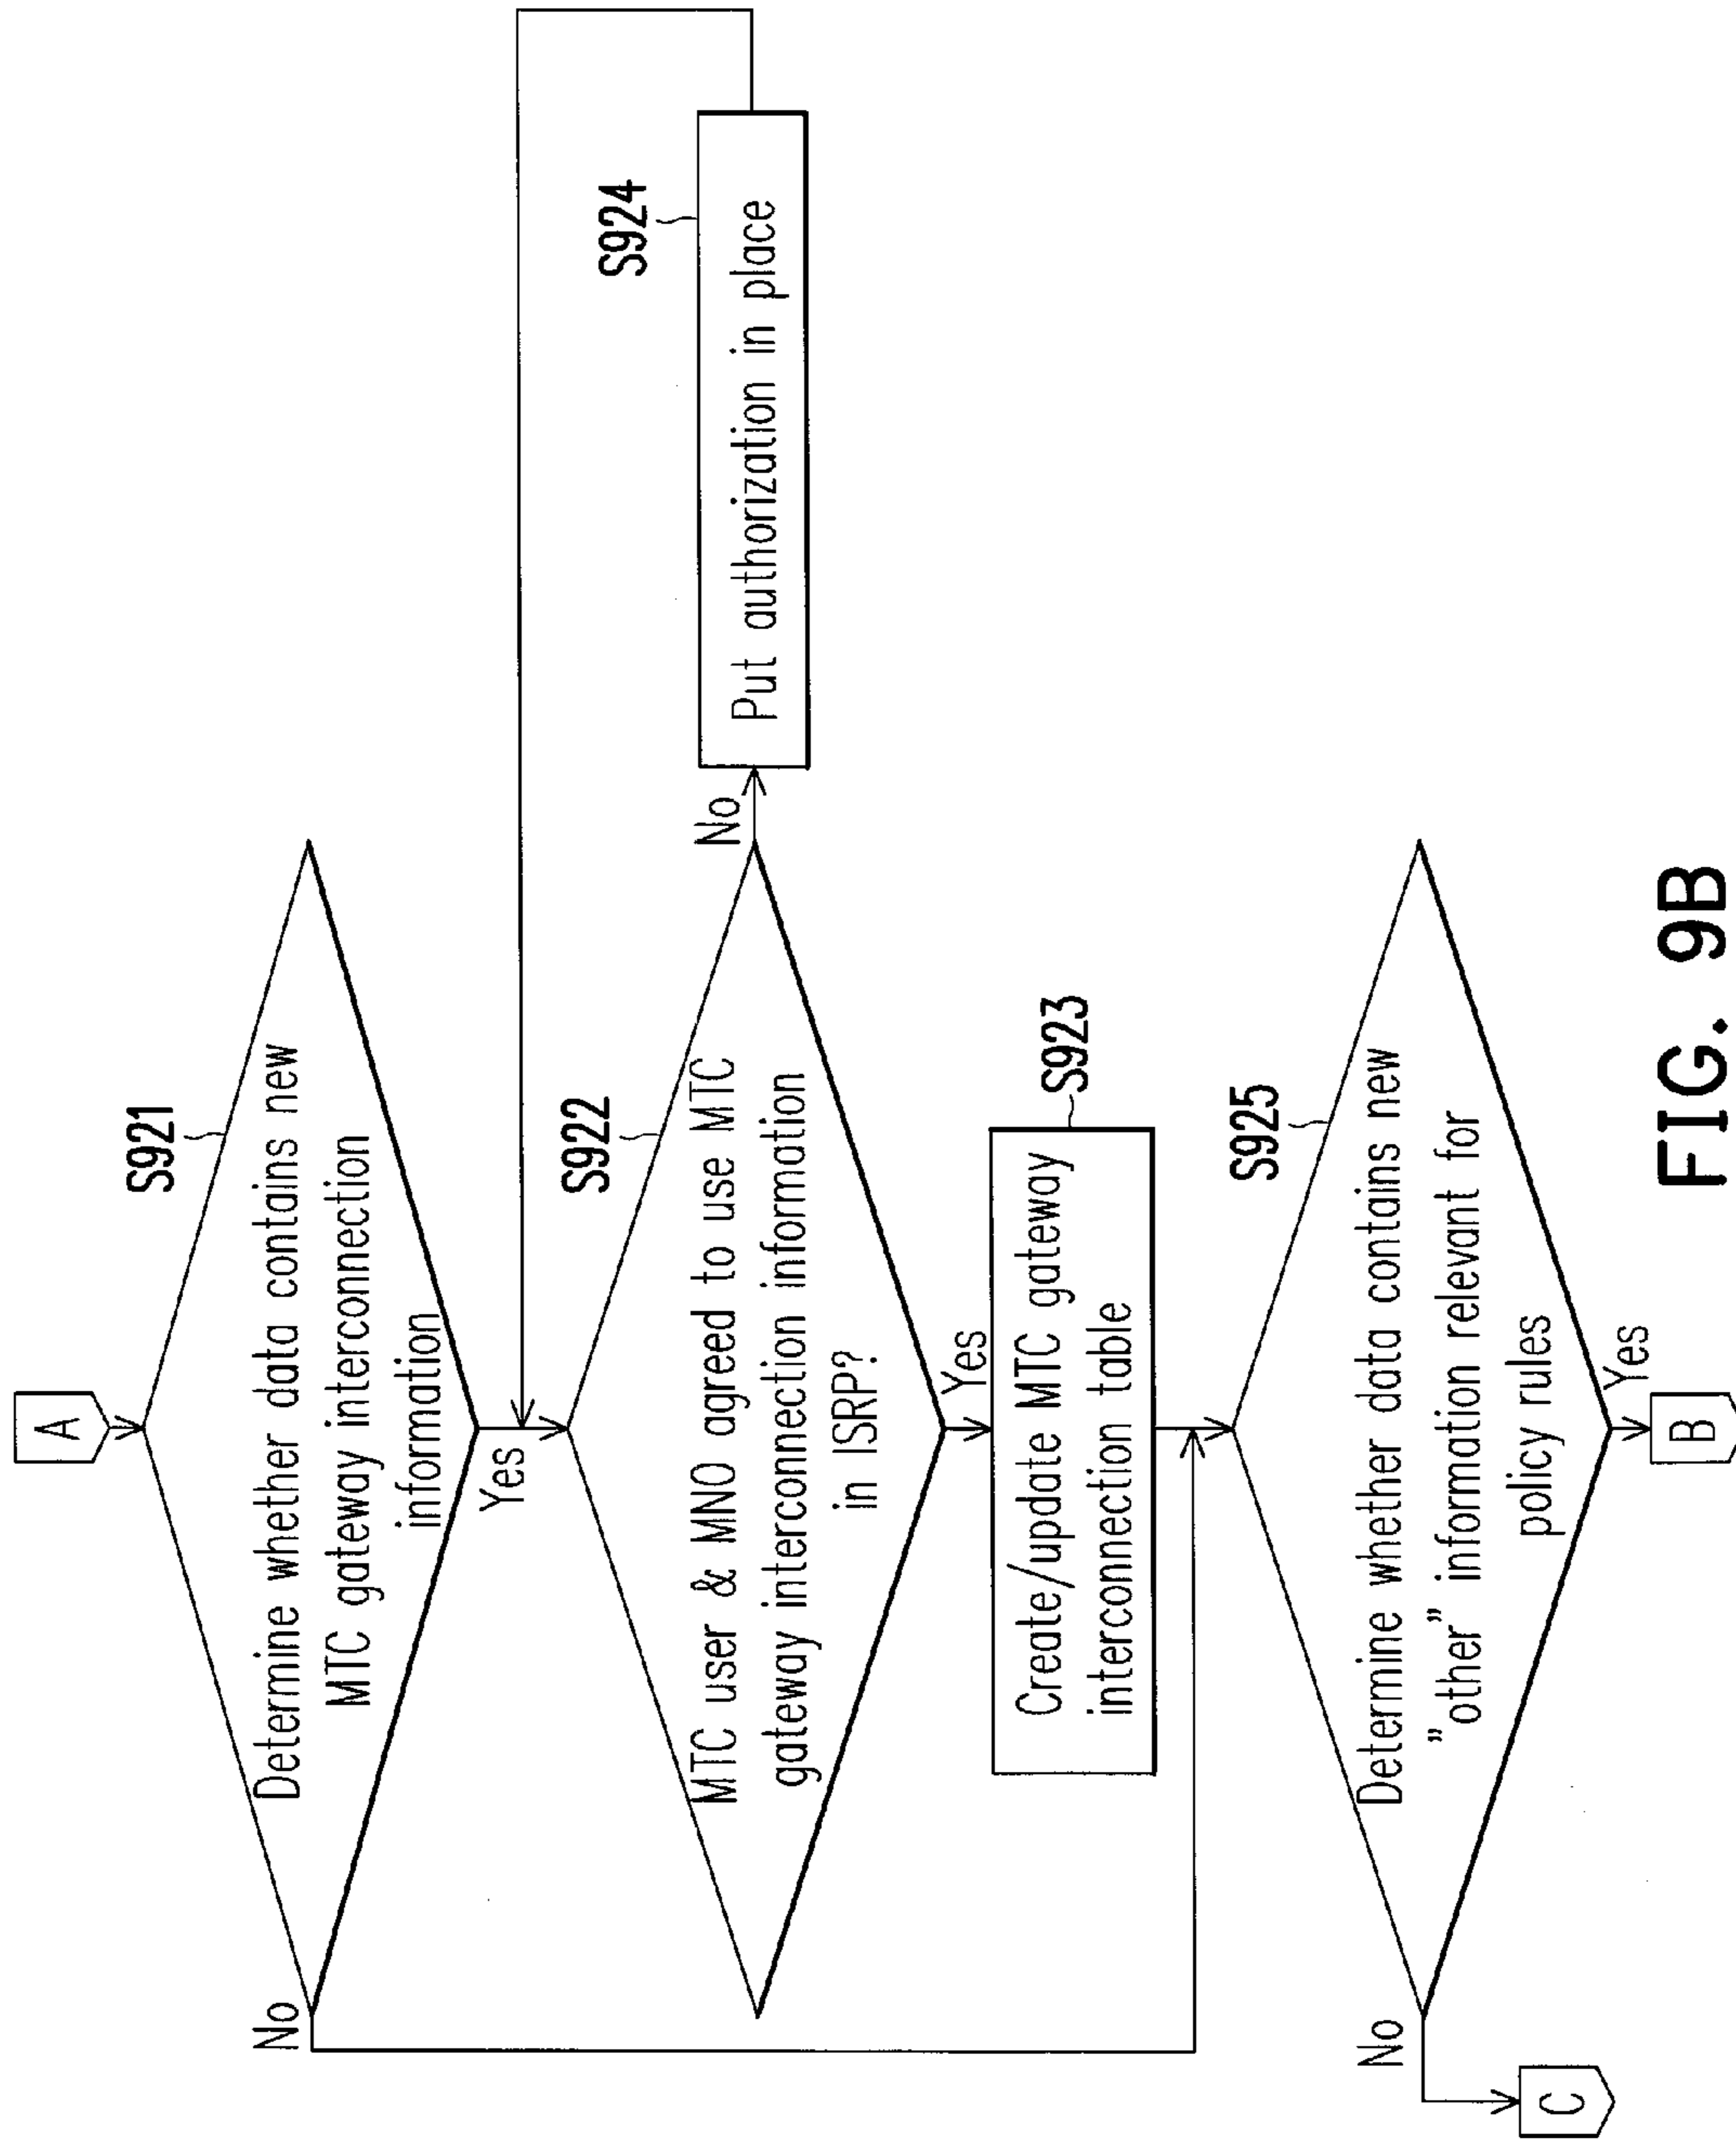 A
S921
Determine whether data contains new
MTC gateway interconnection
information
No
Yes
S922
MTC user & MNO agreed to use MTC
gateway interconnection information
in ISRP?
No
S924
Put authorization in place
Yes
S923
Create/update MTC gateway
interconnection table
S925
Determine whether data contains new
"other" information relevant for
policy rules
No
Yes
C
B
FIG. 9B